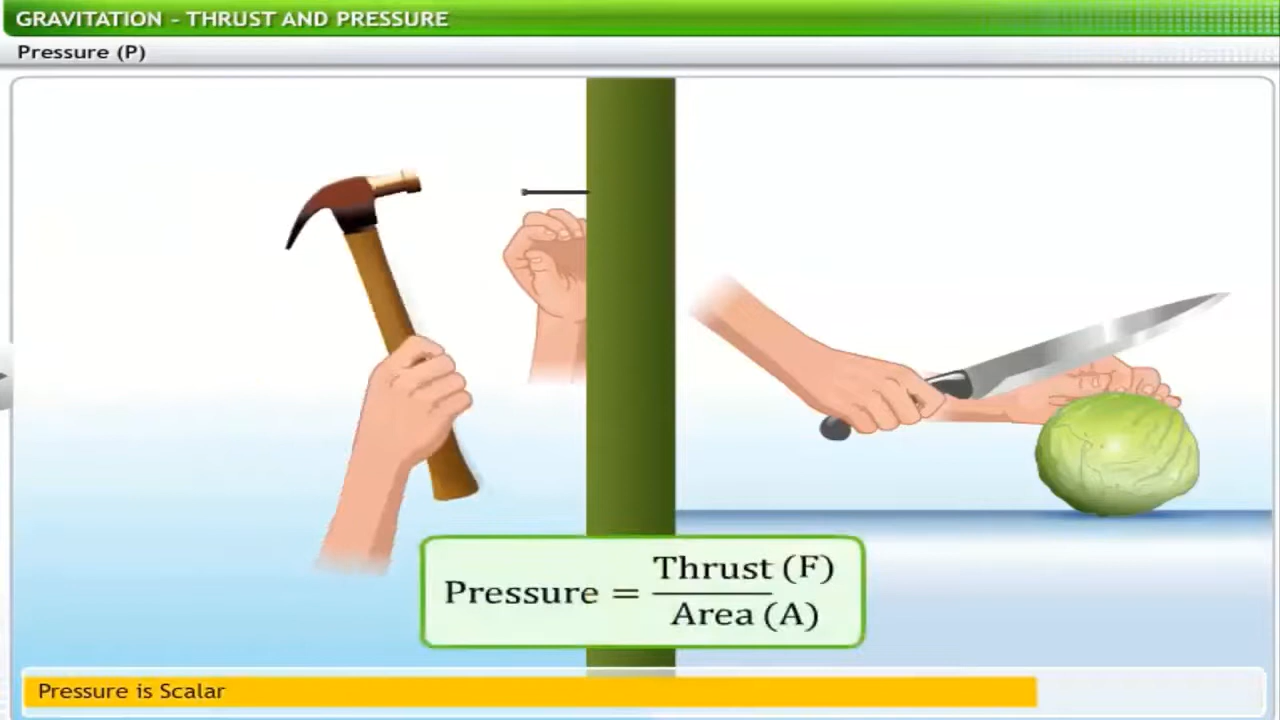 GRAVITATION - THRUST AND PRESSURE
Pressure (P)
Pressure = Thrust (F) / Area (A)
Pressure is Scalar